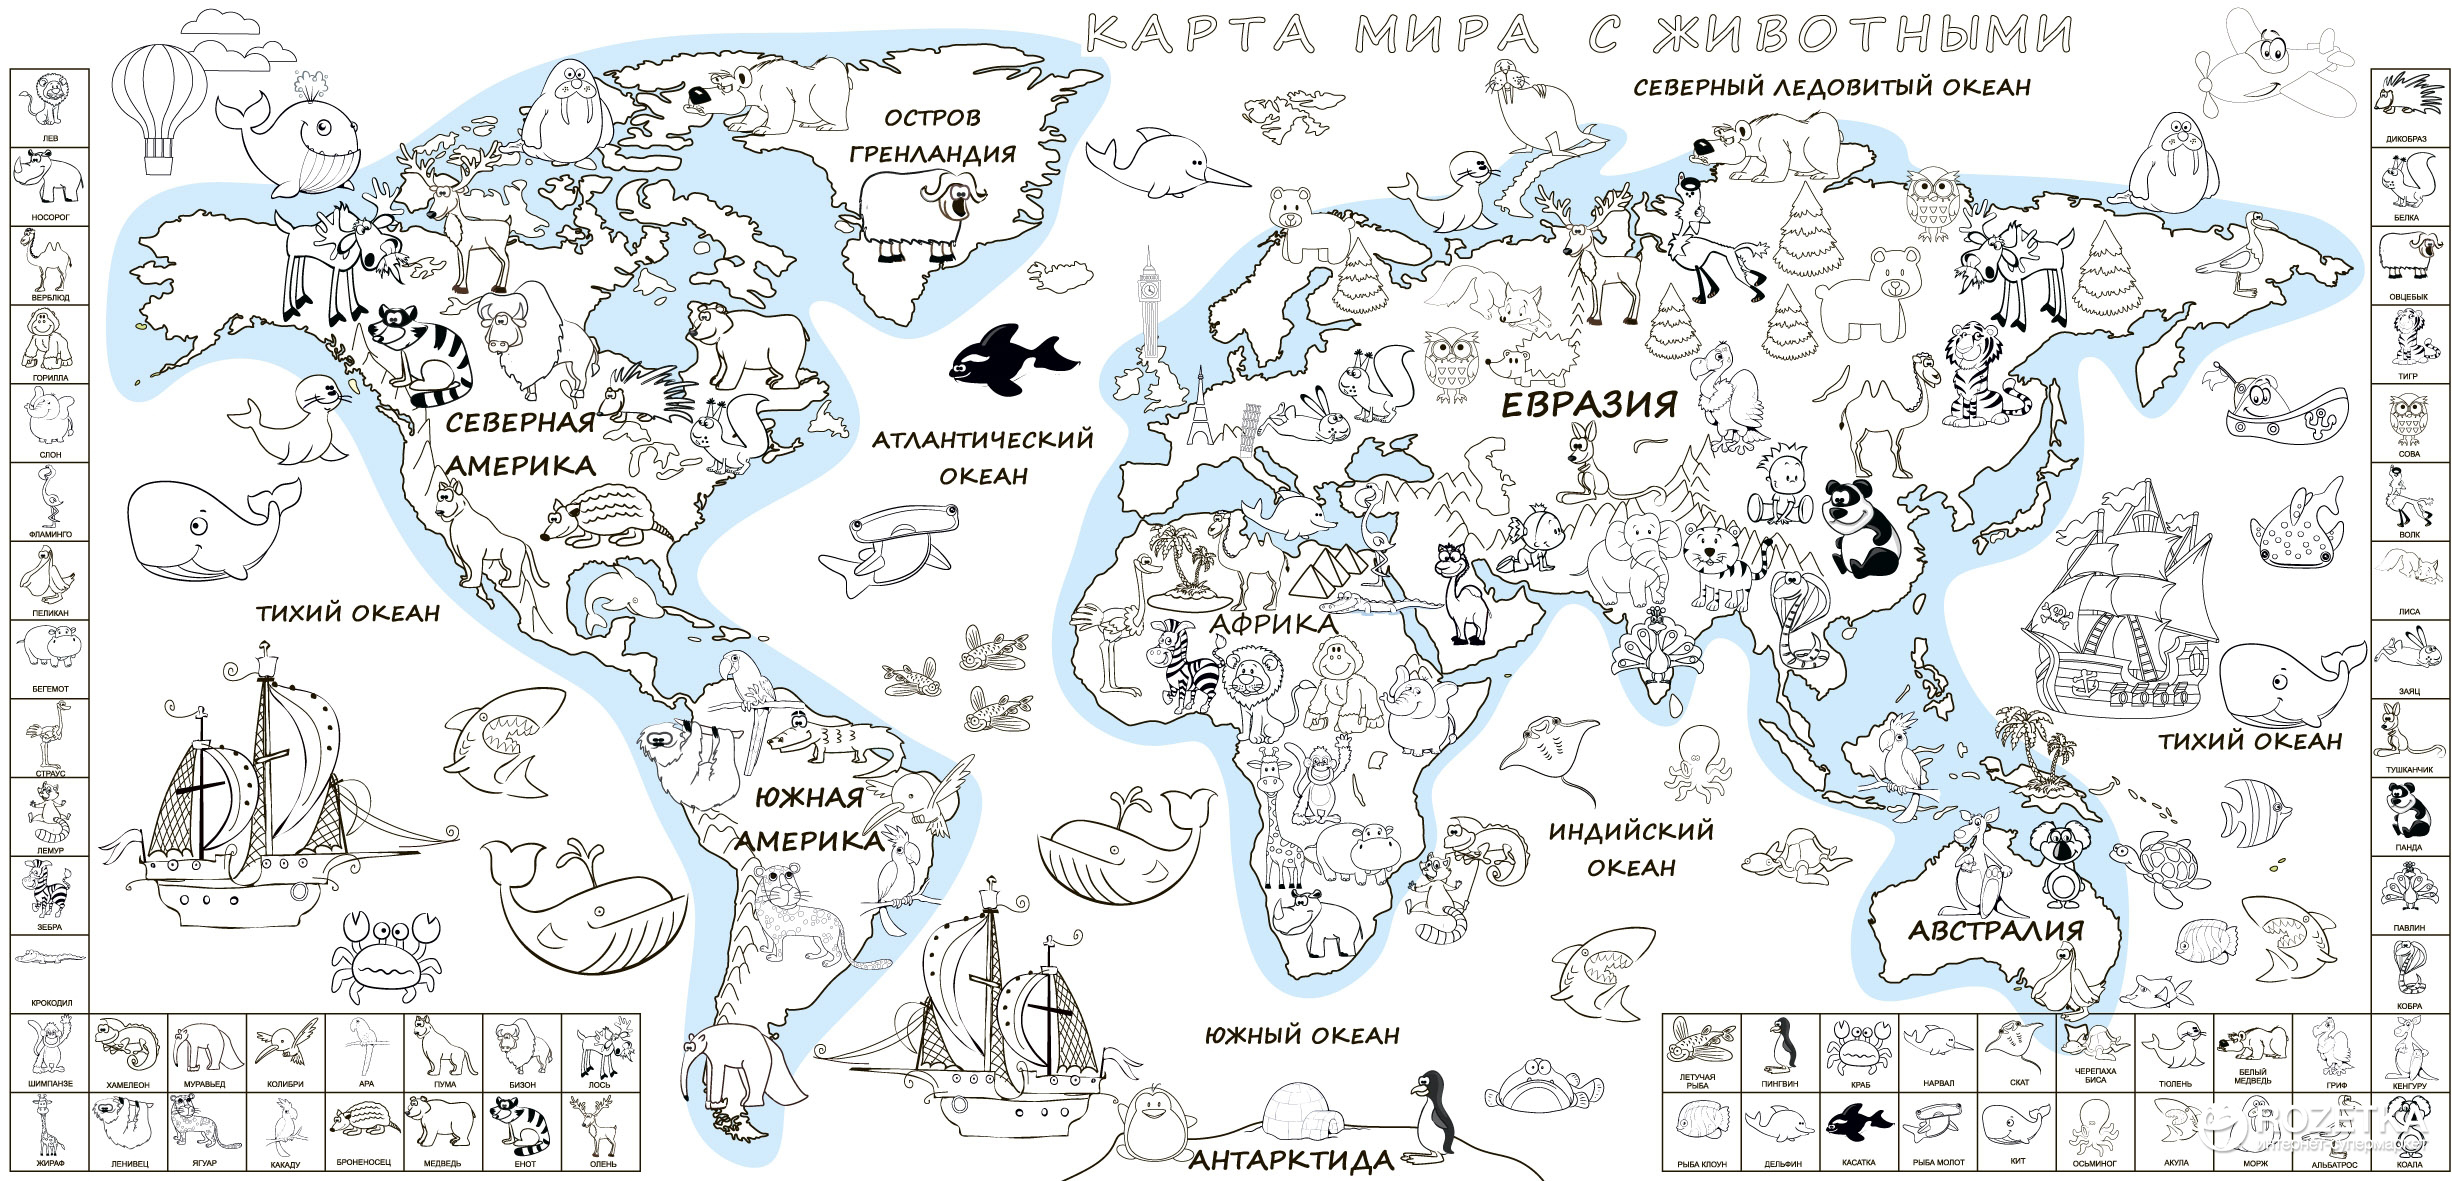 КАРТА МИРА С ЖИВОТНЫМИ
СЕВЕРНЫЙ ЛЕДОВИТЫЙ ОКЕАН
ОСТРОВ
ГРЕНЛАНДИЯ
СЕВЕРНАЯ
АМЕРИКА
АТЛАНТИЧЕСКИЙ
ОКЕАН
ЕВРАЗИЯ
ТИХИЙ ОКЕАН
АФРИКА
ТИХИЙ ОКЕАН
ЮЖНАЯ
АМЕРИКА
ИНДИЙСКИЙ
ОКЕАН
АВСТРАЛИЯ
ЮЖНЫЙ ОКЕАН
АНТАРКТИДА
ЛЕВ
НОСОРОГ
ВЕРБЛЮД
ГОРИЛЛА
СЛОН
ФЛАМИНГО
ПЕЛИКАН
БЕГЕМОТ
СТРАУС
ЛЕМУР
ЗЕБРА
КРОКОДИЛ
ШИМПАНЗЕ
ХАМЕЛЕОН
МУРАВЬЕД
КОЛИБРИ
АРА
ПУМА
БИЗОН
ЛОСЬ
ЖИРАФ
ЛЕНИВЕЦ
ЯГУАР
КАКАДУ
БРОНЕНОСЕЦ
МЕДВЕДЬ
ЕНОТ
ОЛЕНЬ
ДИКОБРАЗ
БЕЛКА
ОВЦЕБЫК
ТИГР
СОВА
ВОЛК
ЛИСА
ЗАЯЦ
ТУШКАНЧИК
ПАНДА
ПАВЛИН
КОБРА
ЛЕТУЧАЯ
РЫБА
ПИНГВИН
КРАБ
НАРВАЛ
СКАТ
ЧЕРЕПАХА
БИСА
ТЮЛЕНЬ
БЕЛЫЙ
МЕДВЕДЬ
ГРИФ
КЕНГУРУ
РЫБА КЛОУН
ДЕЛЬФИН
КАСАТКА
РЫБА МОЛОТ
КИТ
ОСЬМИНОГ
АКУЛА
МОРЖ
АЛЬБАТРОС
КОАЛА
ROZETKA
интернет-супермаркет